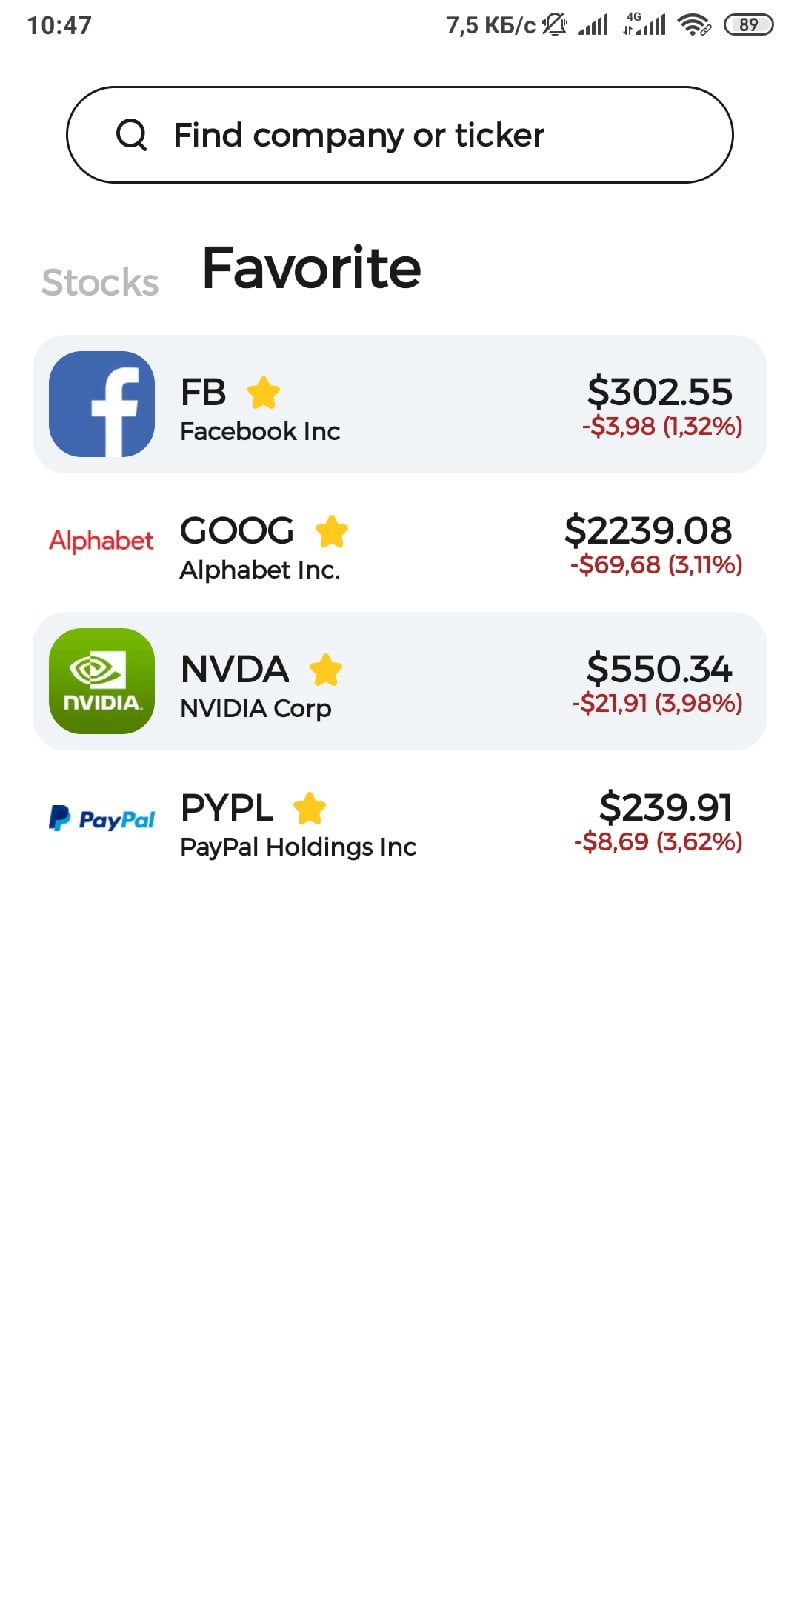 10:47 7,5 КБ/с 4G 89
Find company or ticker
Stocks Favorite
FB $302.55
Facebook Inc -$3,98 (1,32%)
Alphabet GOOG $2239.08
Alphabet Inc. -$69,68 (3,11%)
NVDA $550.34
NVIDIA. NVIDIA Corp -$21,91 (3,98%)
PayPal PYPL $239.91
PayPal Holdings Inc -$8,69 (3,62%)